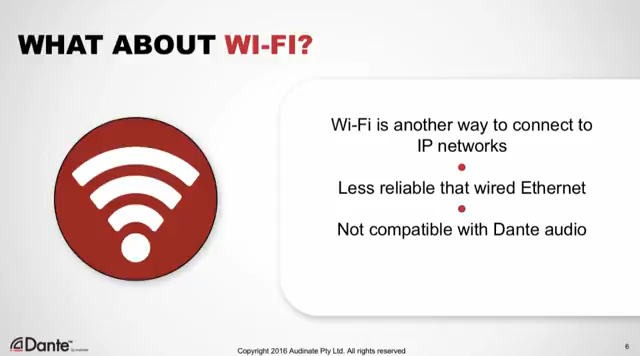 WHAT ABOUT WI-FI?
Wi-Fi is another way to connect to
IP networks
Less reliable that wired Ethernet
Not compatible with Dante audio
Dante™
Copyright 2016 Audinate Pty Ltd. All rights reserved
6